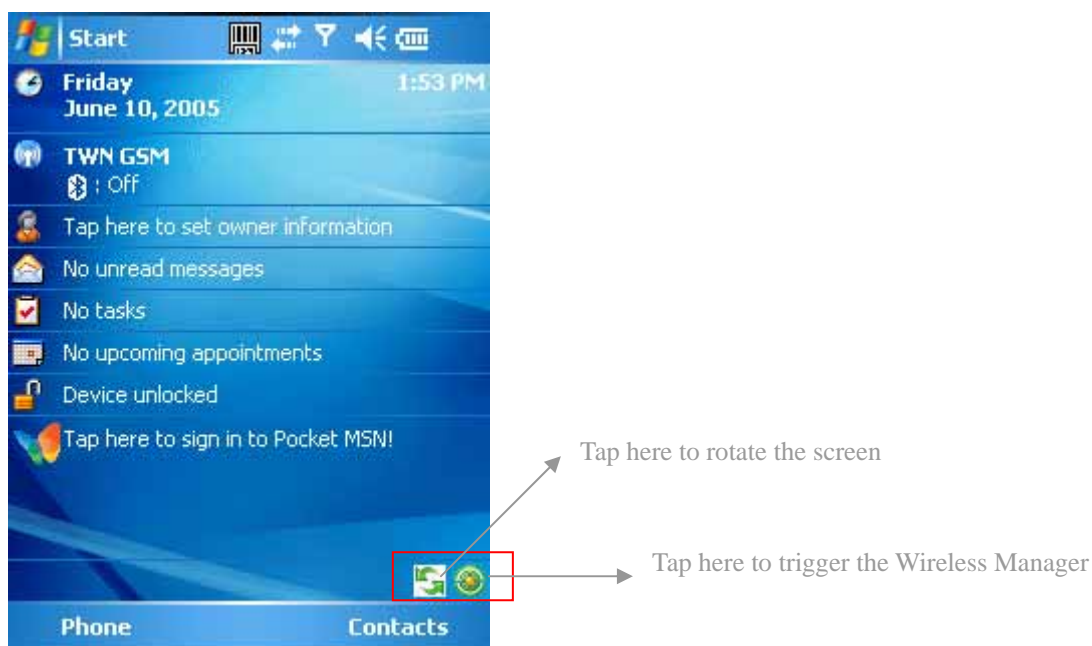 Start
Friday 1:53 PM
June 10, 2005
TWN GSM
: Off
Tap here to set owner information
No unread messages
No tasks
No upcoming appointments
Device unlocked
Tap here to sign in to Pocket MSN!
Tap here to rotate the screen
Tap here to trigger the Wireless Manager
Phone Contacts